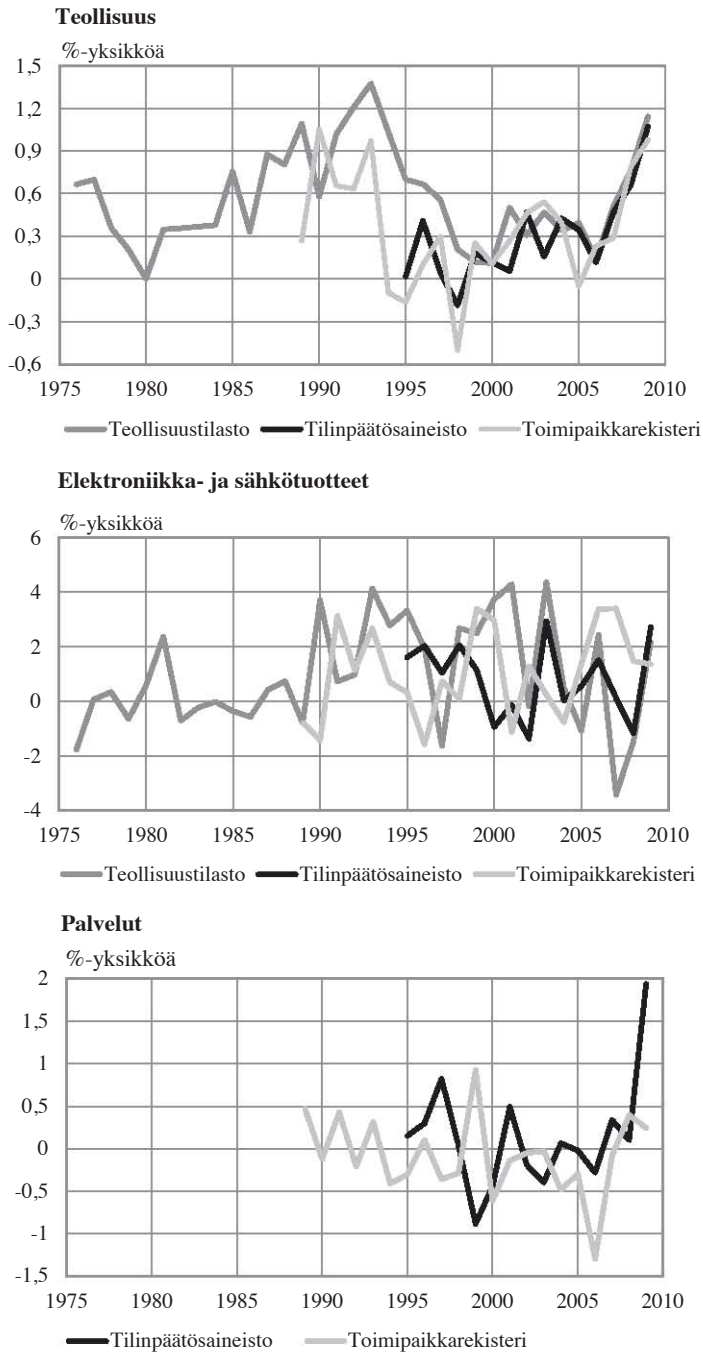 Teollisuus
%-yksikköä
1,5
1,2
0,9
0,6
0,3
0
-0,3
-0,6
1975 1980 1985 1990 1995 2000 2005 2010
Teollisuustilasto Tilinpäätösaineisto Toimipaikkarekisteri
Elektroniikka- ja sähkötuotteet
%-yksikköä
6
4
2
0
-2
-4
1975 1980 1985 1990 1995 2000 2005 2010
Teollisuustilasto Tilinpäätösaineisto Toimipaikkarekisteri
Palvelut
%-yksikköä
2
1,5
1
0,5
0
-0,5
-1
-1,5
1975 1980 1985 1990 1995 2000 2005 2010
Tilinpäätösaineisto Toimipaikkarekisteri